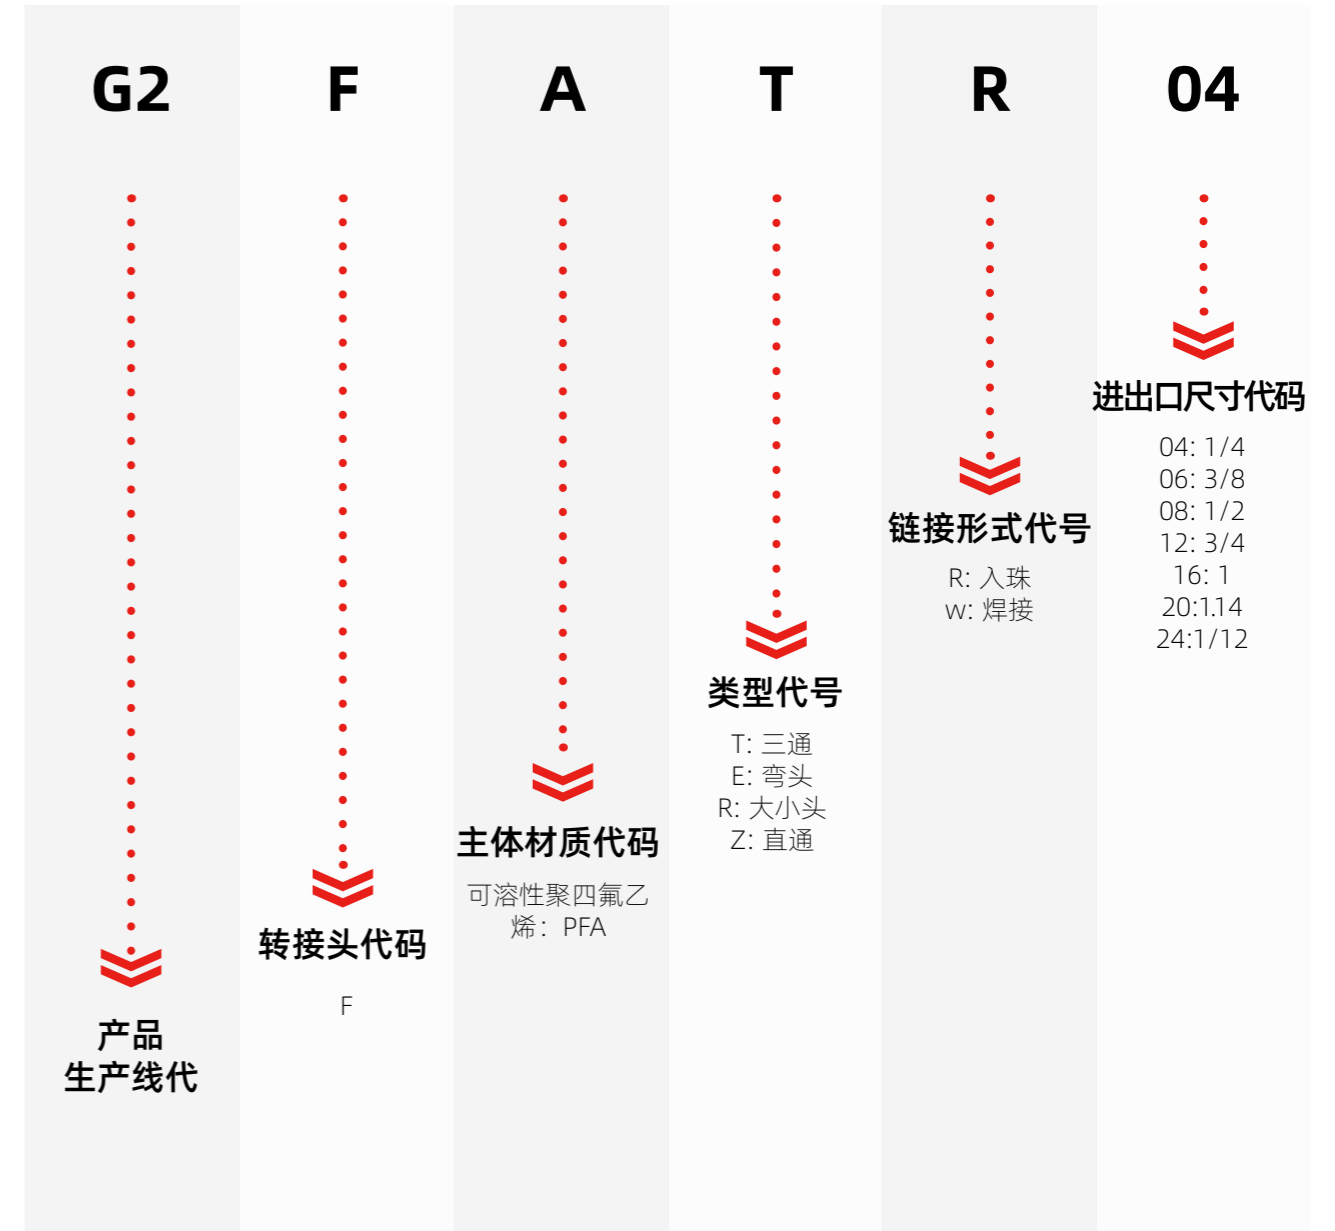 G2 F A T R 04
进出口尺寸代码
04: 1/4
06: 3/8
08: 1/2
12: 3/4
16: 1
20:1.14
24:1/12
链接形式代号
R: 入珠
w: 焊接
类型代号
T: 三通
E: 弯头
R: 大小头
Z: 直通
主体材质代码
可溶性聚四氟乙
烯：PFA
转接头代码
F
产品
生产线代